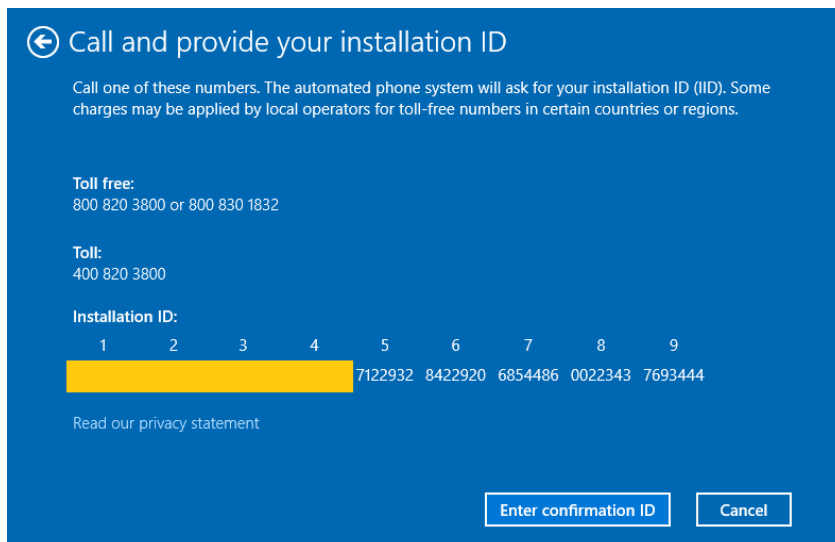 Call and provide your installation ID
Call one of these numbers. The automated phone system will ask for your installation ID (IID). Some
charges may be applied by local operators for toll-free numbers in certain countries or regions.
Toll free:
800 820 3800 or 800 830 1832
Toll:
400 820 3800
Installation ID:
1 2 3 4 5 6 7 8 9
7122932 8422920 6854486 0022343 7693444
Read our privacy statement
Enter confirmation ID Cancel